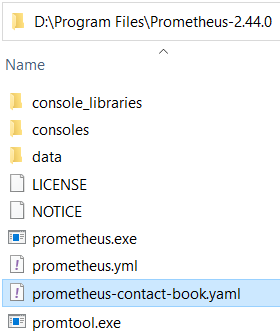 D:\Program Files\Prometheus-2.44.0
Name
console_libraries
consoles
data
LICENSE
NOTICE
prometheus.exe
prometheus.yml
prometheus-contact-book.yaml
promtool.exe